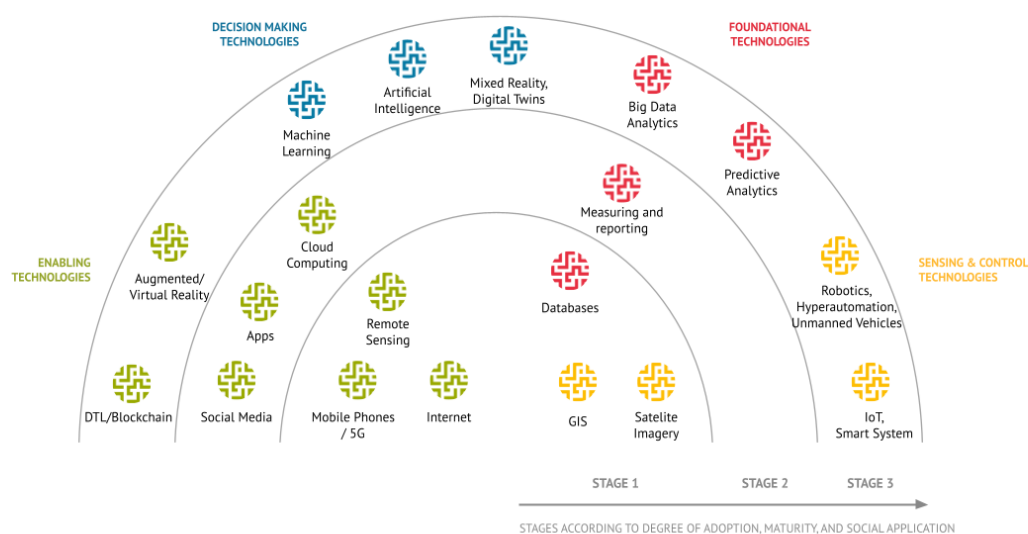 DECISION MAKING
TECHNOLOGIES
FOUNDATIONAL
TECHNOLOGIES
Mixed Reality,
Digital Twins
Artificial
Intelligence
Big Data
Analytics
Machine
Learning
Predictive
Analytics
Measuring and
reporting
Cloud
Computing
ENABLING
TECHNOLOGIES
Augmented/
Virtual Reality
SENSING & CONTROL
TECHNOLOGIES
Robotics,
Hyperautomation,
Unmanned Vehicles
Databases
Remote
Sensing
Apps
DTL/Blockchain
Social Media
Mobile Phones
/ 5G
Internet
GIS
Satelite
Imagery
IoT,
Smart System
STAGE 1
STAGE 2
STAGE 3
STAGES ACCORDING TO DEGREE OF ADOPTION, MATURITY, AND SOCIAL APPLICATION